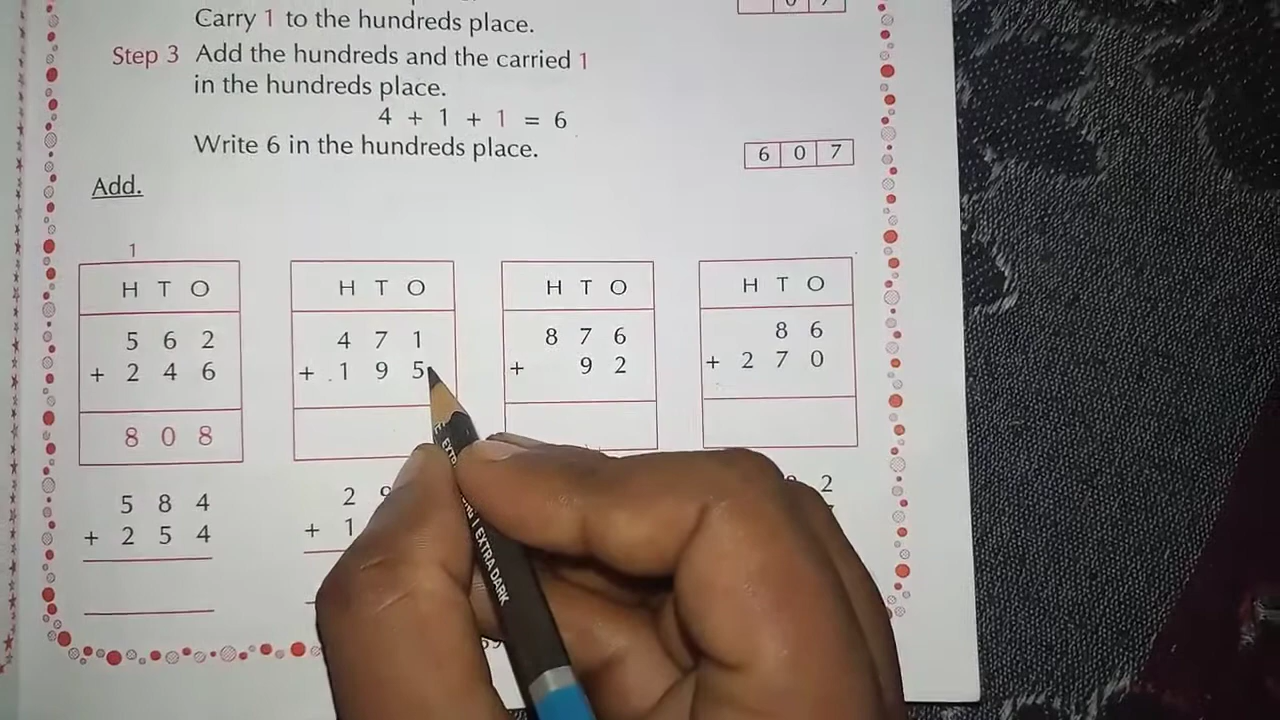 Carry 1 to the hundreds place.
Step 3 Add the hundreds and the carried 1
in the hundreds place.
4 + 1 + 1 = 6
Write 6 in the hundreds place.
6 0 7
Add.
1
H T O
5 6 2
+ 2 4 6
8 0 8
H T O
4 7 1
+ 1 9 5
H T O
8 7 6
+ 9 2
H T O
8 6
+ 2 7 0
5 8 4
+ 2 5 4
2
+ 1
2
EXTRA DARK